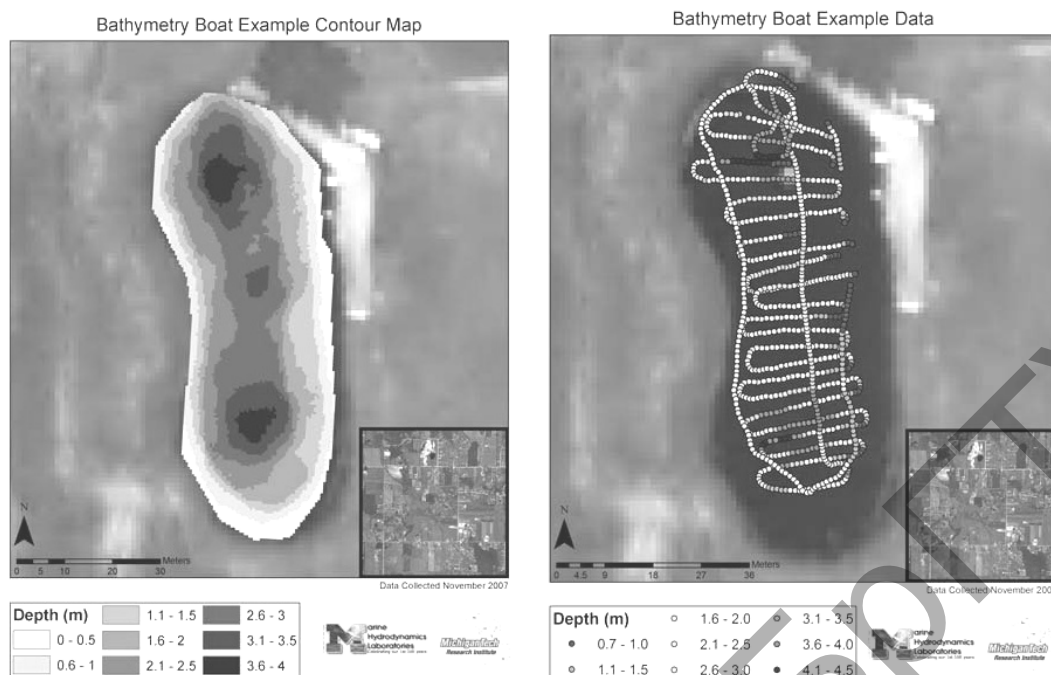 Bathymetry Boat Example Contour Map
N
Meters
0 5 10 20 30
Data Collected November 2007
Depth (m)
0 - 0.5
0.6 - 1
1.1 - 1.5
1.6 - 2
2.1 - 2.5
2.6 - 3
3.1 - 3.5
3.6 - 4
Marine
Hydrodynamics
Laboratories
MichiganTech
Research Institute
Bathymetry Boat Example Data
N
Meters
0 4.5 9 18 27 36
Data Collected November 200
Depth (m)
0.7 - 1.0
1.1 - 1.5
1.6 - 2.0
2.1 - 2.5
2.6 - 3.0
3.1 - 3.5
3.6 - 4.0
4.1 - 4.5
Marine
Hydrodynamics
Laboratories
MichiganTech
Research Institute